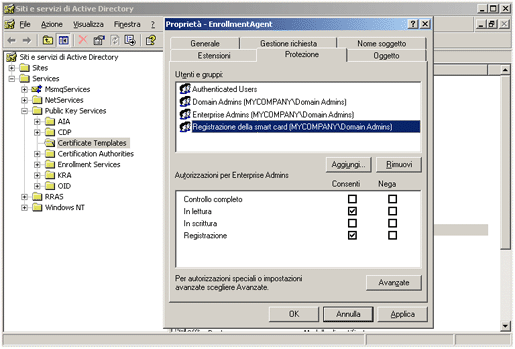 Siti e servizi di Active Directory
File Azione Visualizza Finestra ?
Siti e servizi di Active Directory
Sites
Services
MsmqServices
NetServices
Public Key Services
AIA
CDP
Certificate Templates
Certification Authorities
Enrollment Services
KRA
OID
RRAS
Windows NT
Proprietà - EnrollmentAgent
Generale Gestione richiesta Nome soggetto
Estensioni Protezione Oggetto
Utenti e gruppi:
Authenticated Users
Domain Admins (MYCOMPANY\Domain Admins)
Enterprise Admins (MYCOMPANY\Domain Admins)
Registrazione della smart card (MYCOMPANY\Domain Admins)
Aggiungi... Rimuovi
Autorizzazioni per Enterprise Admins
Consenti Nega
Controllo completo
In lettura
In scrittura
Registrazione
Per autorizzazioni speciali o impostazioni
avanzate scegliere Avanzate.
Avanzate
OK Annulla Applica